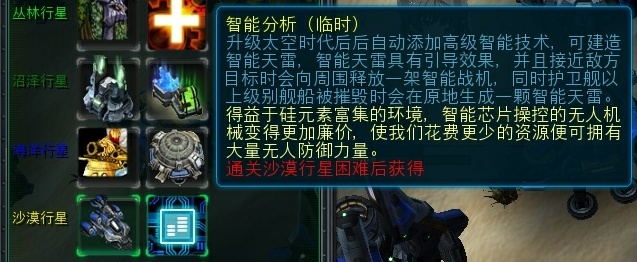 丛林行星
沼泽行星
海洋行星
沙漠行星
智能分析（临时）
升级太空时代后后自动添加高级智能技术，可建造
智能天雷，智能天雷具有引导效果，并且接近敌方
目标时会向周围释放一架智能战机，同时护卫舰以
上级别舰船被摧毁时会在原地生成一颗智能天雷。
得益于硅元素富集的环境，智能芯片操控的无人机
械变得更加廉价，使我们花费更少的资源便可拥有
大量无人防御力量。
通关沙漠行星困难后获得